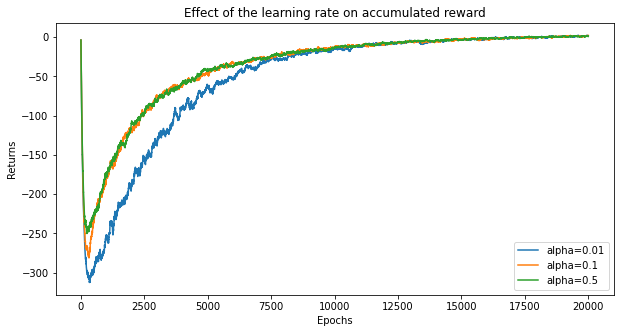 Effect of the learning rate on accumulated reward
0
−50
−100
−150
−200
−250
−300
Returns
0
2500
5000
7500
10000
12500
15000
17500
20000
Epochs
alpha=0.01
alpha=0.1
alpha=0.5